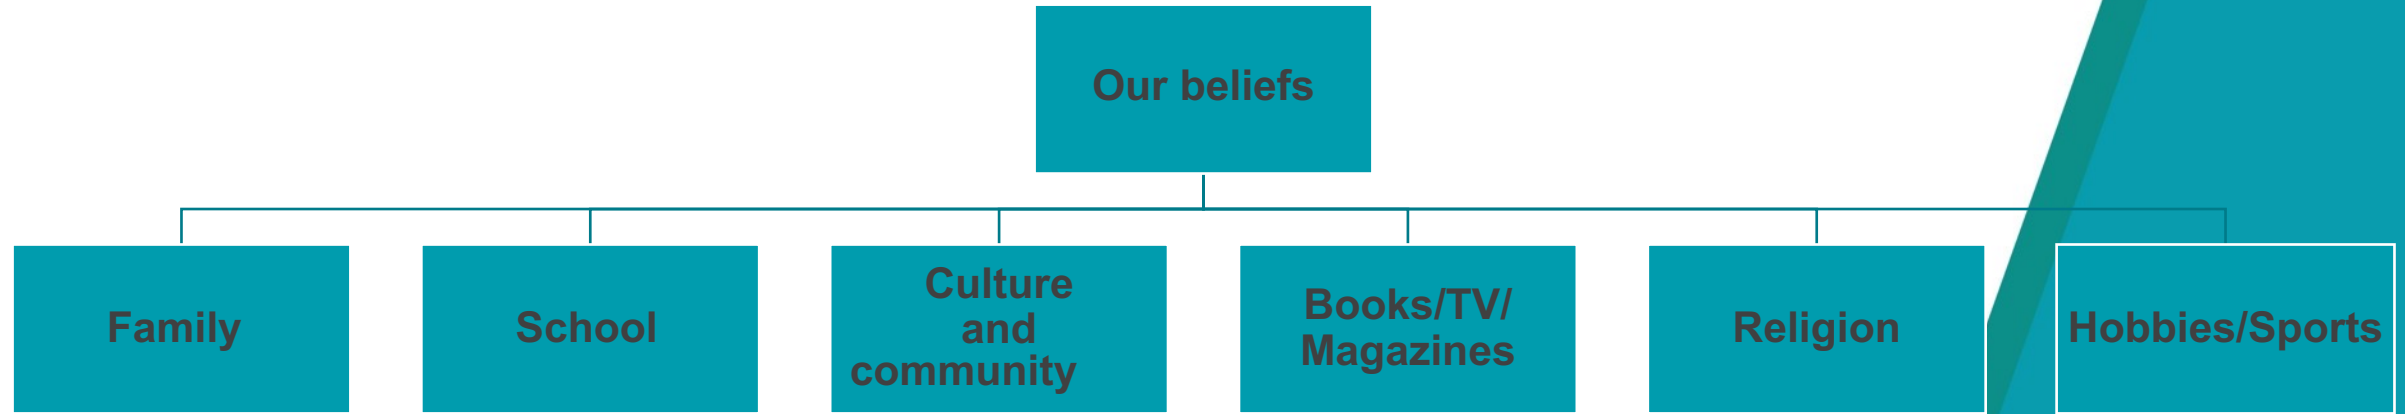 Our beliefs
Family
School
Culture
and
community
Books/TV/
Magazines
Religion
Hobbies/Sports